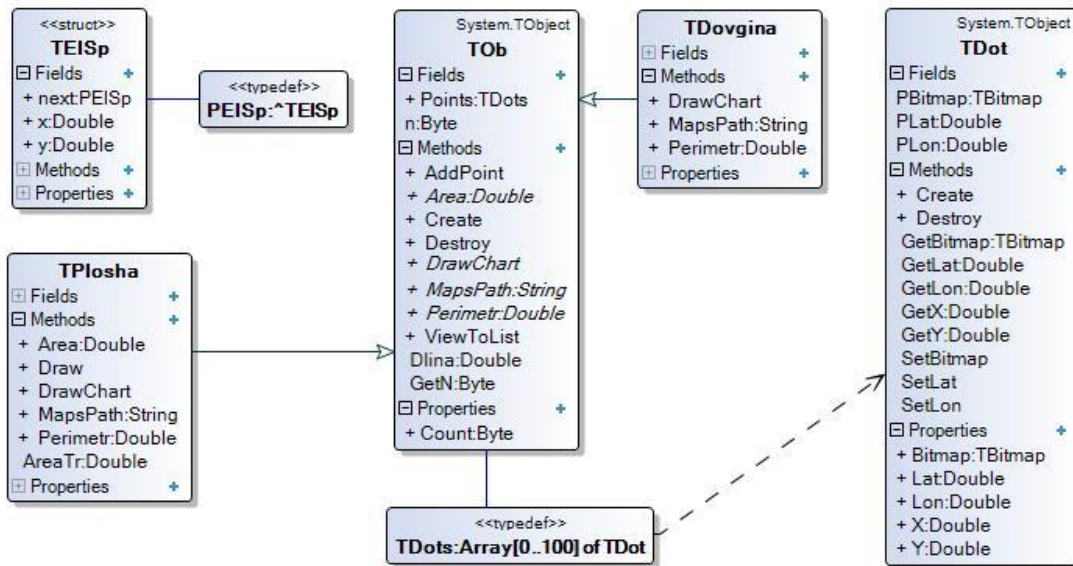 <<struct>>
TElSp
Fields
+ next:PElSp
+ x:Double
+ y:Double
Methods
Properties
<<typedef>>
PElSp:^TElSp
System.TObject
TOb
Fields
+ Points:TDots
n:Byte
Methods
+ AddPoint
+ Area:Double
+ Create
+ Destroy
+ DrawChart
+ MapsPath:String
+ Perimetr:Double
+ ViewToList
Dlina:Double
GetN:Byte
Properties
+ Count:Byte
TDovgina
Fields
Methods
+ DrawChart
+ MapsPath:String
+ Perimetr:Double
Properties
System.TObject
TDot
Fields
PBitmap:TBitmap
PLat:Double
PLon:Double
Methods
+ Create
+ Destroy
GetBitmap:TBitmap
GetLat:Double
GetLon:Double
GetX:Double
GetY:Double
SetBitmap
SetLat
SetLon
Properties
+ Bitmap:TBitmap
+ Lat:Double
+ Lon:Double
+ X:Double
+ Y:Double
TPlosha
Fields
Methods
+ Area:Double
+ Draw
+ DrawChart
+ MapsPath:String
+ Perimetr:Double
AreaTr:Double
Properties
<<typedef>>
TDots:Array[0..100] of TDot